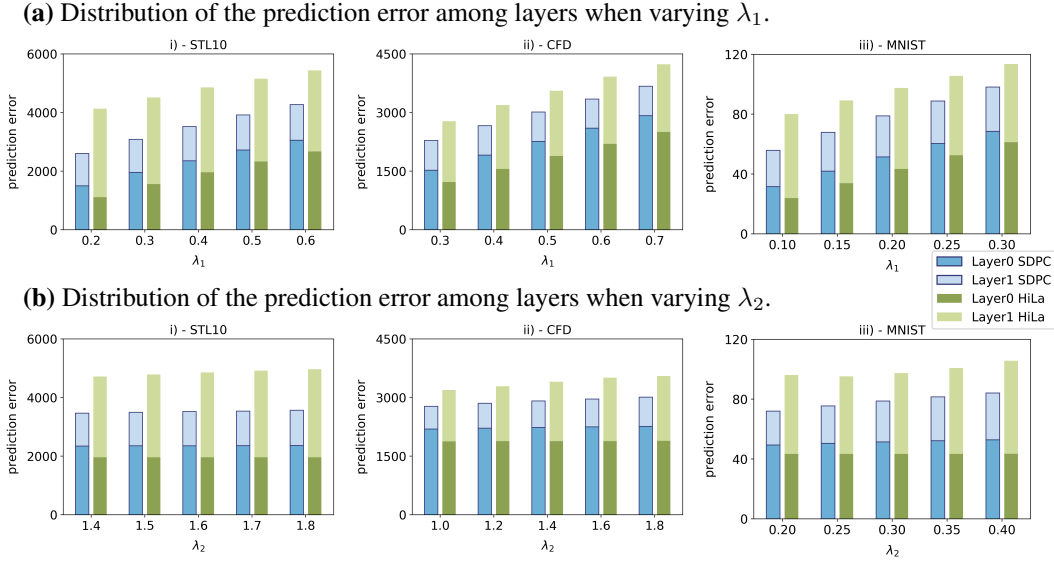 (a) Distribution of the prediction error among layers when varying λ1.
i) - STL10
6000
4000
2000
0
prediction error
0.2 0.3 0.4 0.5 0.6
λ1
ii) - CFD
4500
3000
1500
0
prediction error
0.3 0.4 0.5 0.6 0.7
λ1
iii) - MNIST
120
80
40
0
prediction error
0.10 0.15 0.20 0.25 0.30
λ1
Layer0 SDPC
Layer1 SDPC
Layer0 HiLa
Layer1 HiLa
(b) Distribution of the prediction error among layers when varying λ2.
i) - STL10
6000
4000
2000
0
prediction error
1.4 1.5 1.6 1.7 1.8
λ2
ii) - CFD
4500
3000
1500
0
prediction error
1.0 1.2 1.4 1.6 1.8
λ2
iii) - MNIST
120
80
40
0
prediction error
0.20 0.25 0.30 0.35 0.40
λ2